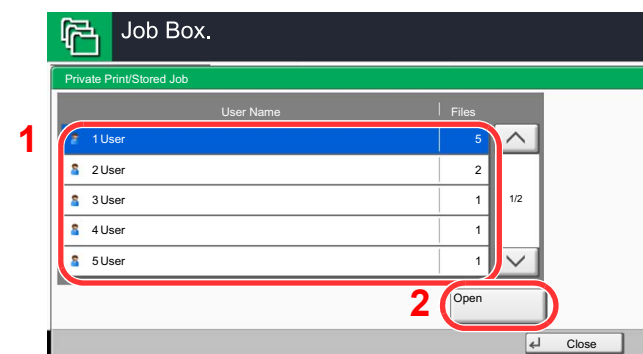 Job Box.
Private Print/Stored Job
User Name Files
1
1 User 5
2 User 2
3 User 1
1/2
4 User 1
5 User 1
2
Open
Close